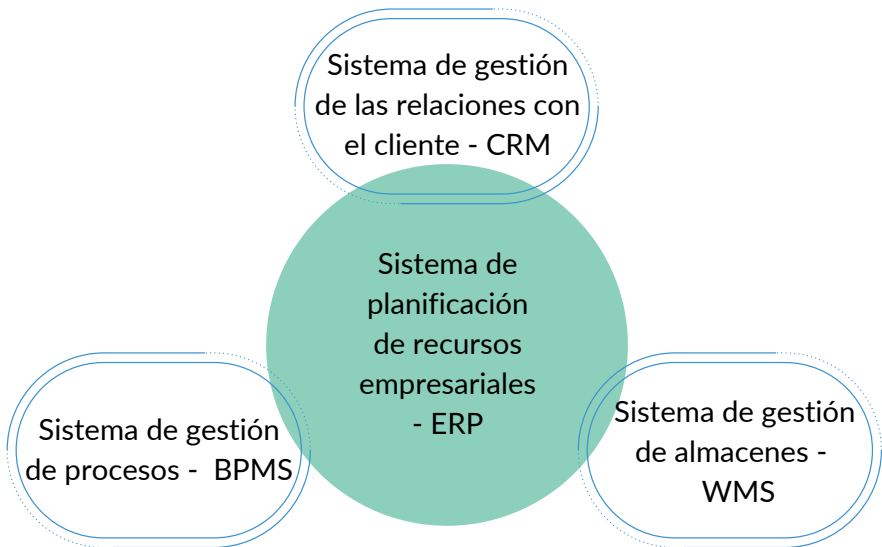 Sistema de gestión
de las relaciones con
el cliente - CRM
Sistema de
planificación
de recursos
empresariales
- ERP
Sistema de gestión
de procesos - BPMS
Sistema de gestión
de almacenes -
WMS